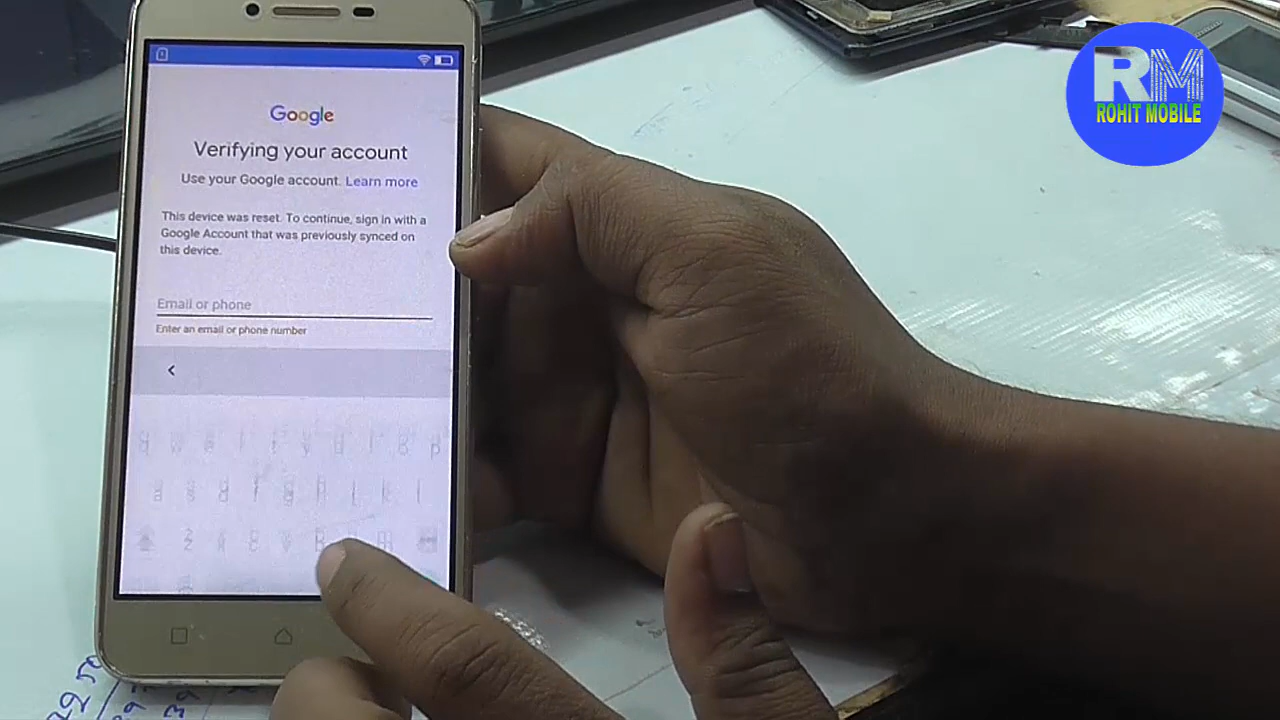 RM
ROHIT MOBILE
Google
Verifying your account
Use your Google account. Learn more
This device was reset. To continue, sign in with a
Google Account that was previously synced on
this device.
Email or phone
Enter an email or phone number